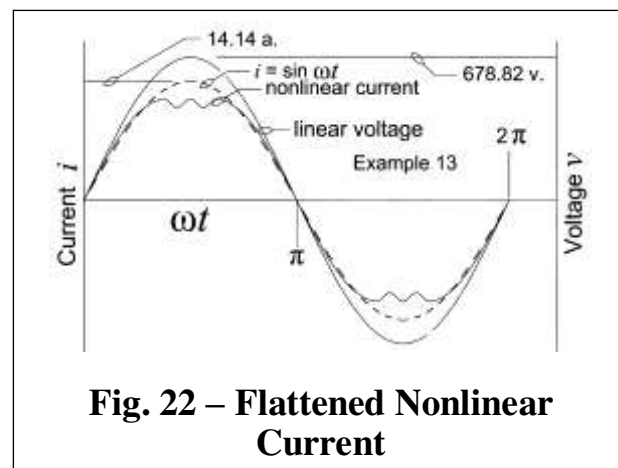 14.14 a.
i = sin ωt
nonlinear current
678.82 v.
linear voltage
2π
Example 13
Current i
Voltage v
ωt
π
Fig. 22 – Flattened Nonlinear
Current